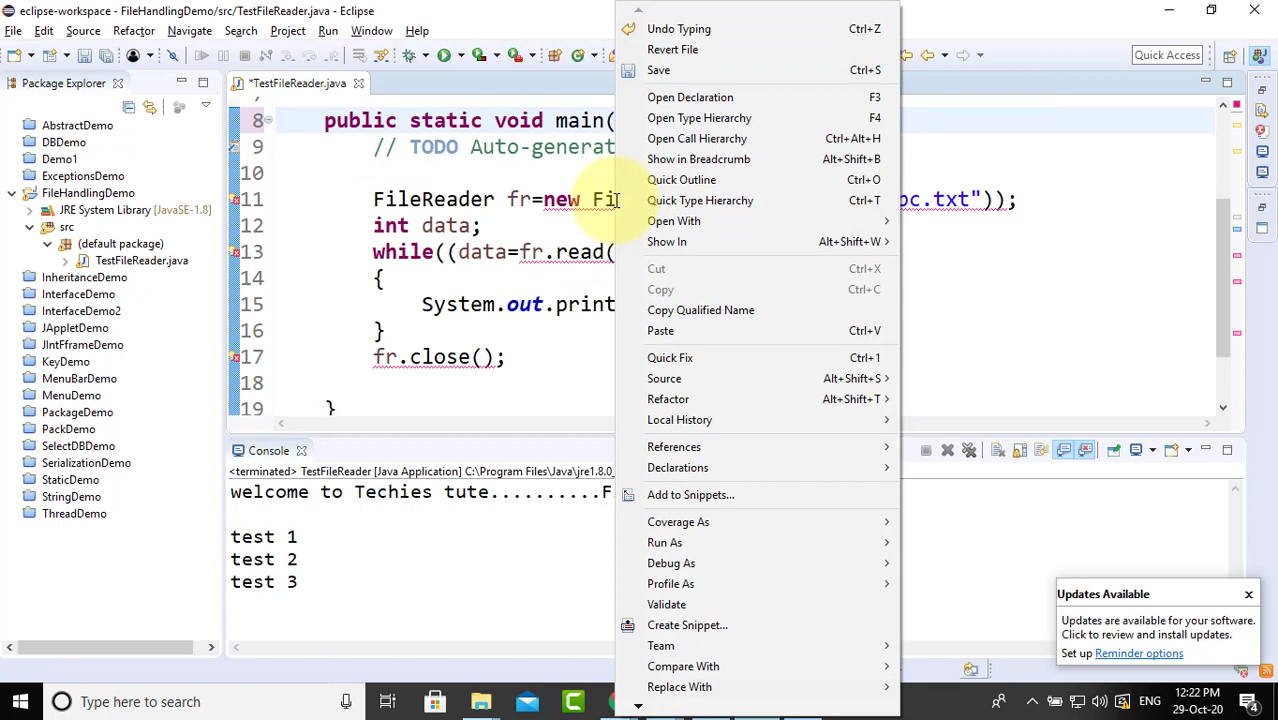 eclipse-workspace - FileHandlingDemo/src/TestFileReader.java - Eclipse
File Edit Source Refactor Navigate Search Project Run Window Help
Quick Access
Package Explorer
AbstractDemo
DBDemo
Demo1
ExceptionsDemo
FileHandlingDemo
JRE System Library [JavaSE-1.8]
src
(default package)
TestFileReader.java
InheritanceDemo
InterfaceDemo
InterfaceDemo2
JAppletDemo
JIntFframeDemo
KeyDemo
MenuBarDemo
MenuDemo
PackageDemo
PackDemo
SelectDBDemo
SerializationDemo
StaticDemo
StringDemo
ThreadDemo
*TestFileReader.java
8 public static void main(
9 // TODO Auto-generat
10
11 FileReader fr=new Fi oc.txt"));
12 int data;
13 while((data=fr.read(
14 {
15 System.out.print
16 }
17 fr.close();
18
19 }
Undo Typing Ctrl+Z
Revert File
Save Ctrl+S
Open Declaration F3
Open Type Hierarchy F4
Open Call Hierarchy Ctrl+Alt+H
Show in Breadcrumb Alt+Shift+B
Quick Outline Ctrl+O
Quick Type Hierarchy Ctrl+T
Open With
Show In Alt+Shift+W
Cut Ctrl+X
Copy Ctrl+C
Copy Qualified Name
Paste Ctrl+V
Quick Fix Ctrl+1
Source Alt+Shift+S
Refactor Alt+Shift+T
Local History
References
Declarations
Add to Snippets...
Coverage As
Run As
Debug As
Profile As
Validate
Create Snippet...
Team
Compare With
Replace With
Console
<terminated> TestFileReader [Java Application] C:\Program Files\Java\jre1.8.0_
welcome to Techies tute..........F
test 1
test 2
test 3
Updates Available
Updates are available for your software.
Click to review and install updates.
Set up Reminder options
Type here to search
ENG
12:22 PM
29-Oct-20
4